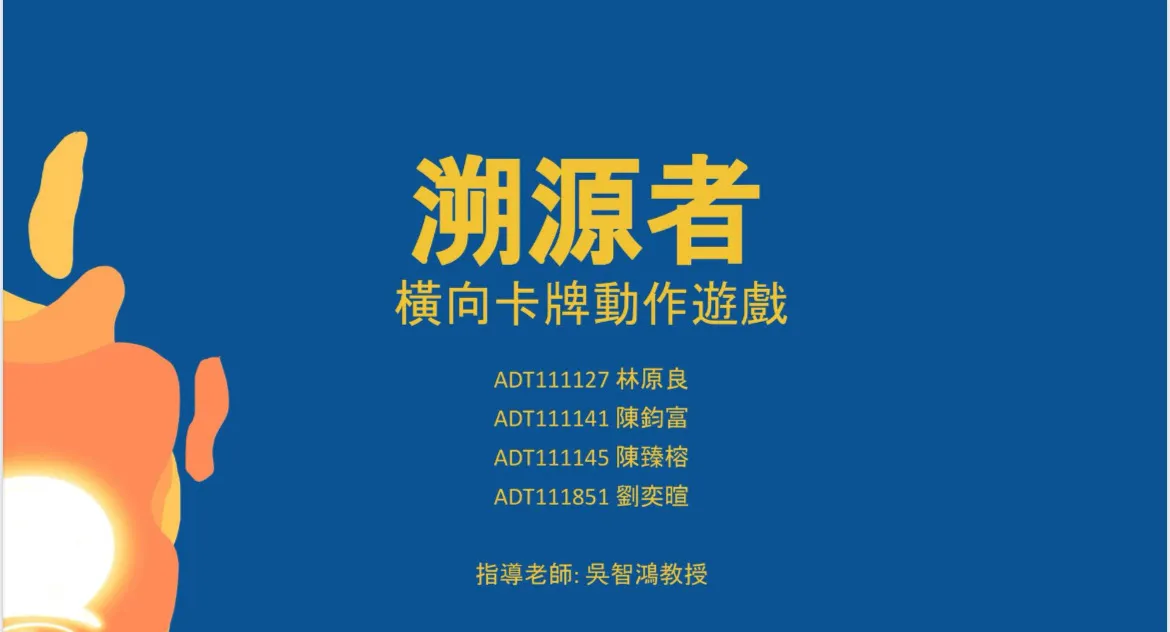 溯源者
橫向卡牌動作遊戲
ADT111127 林原良
ADT111141 陳鈞富
ADT111145 陳臻榕
ADT111851 劉奕暄
指導老師: 吳智鴻教授